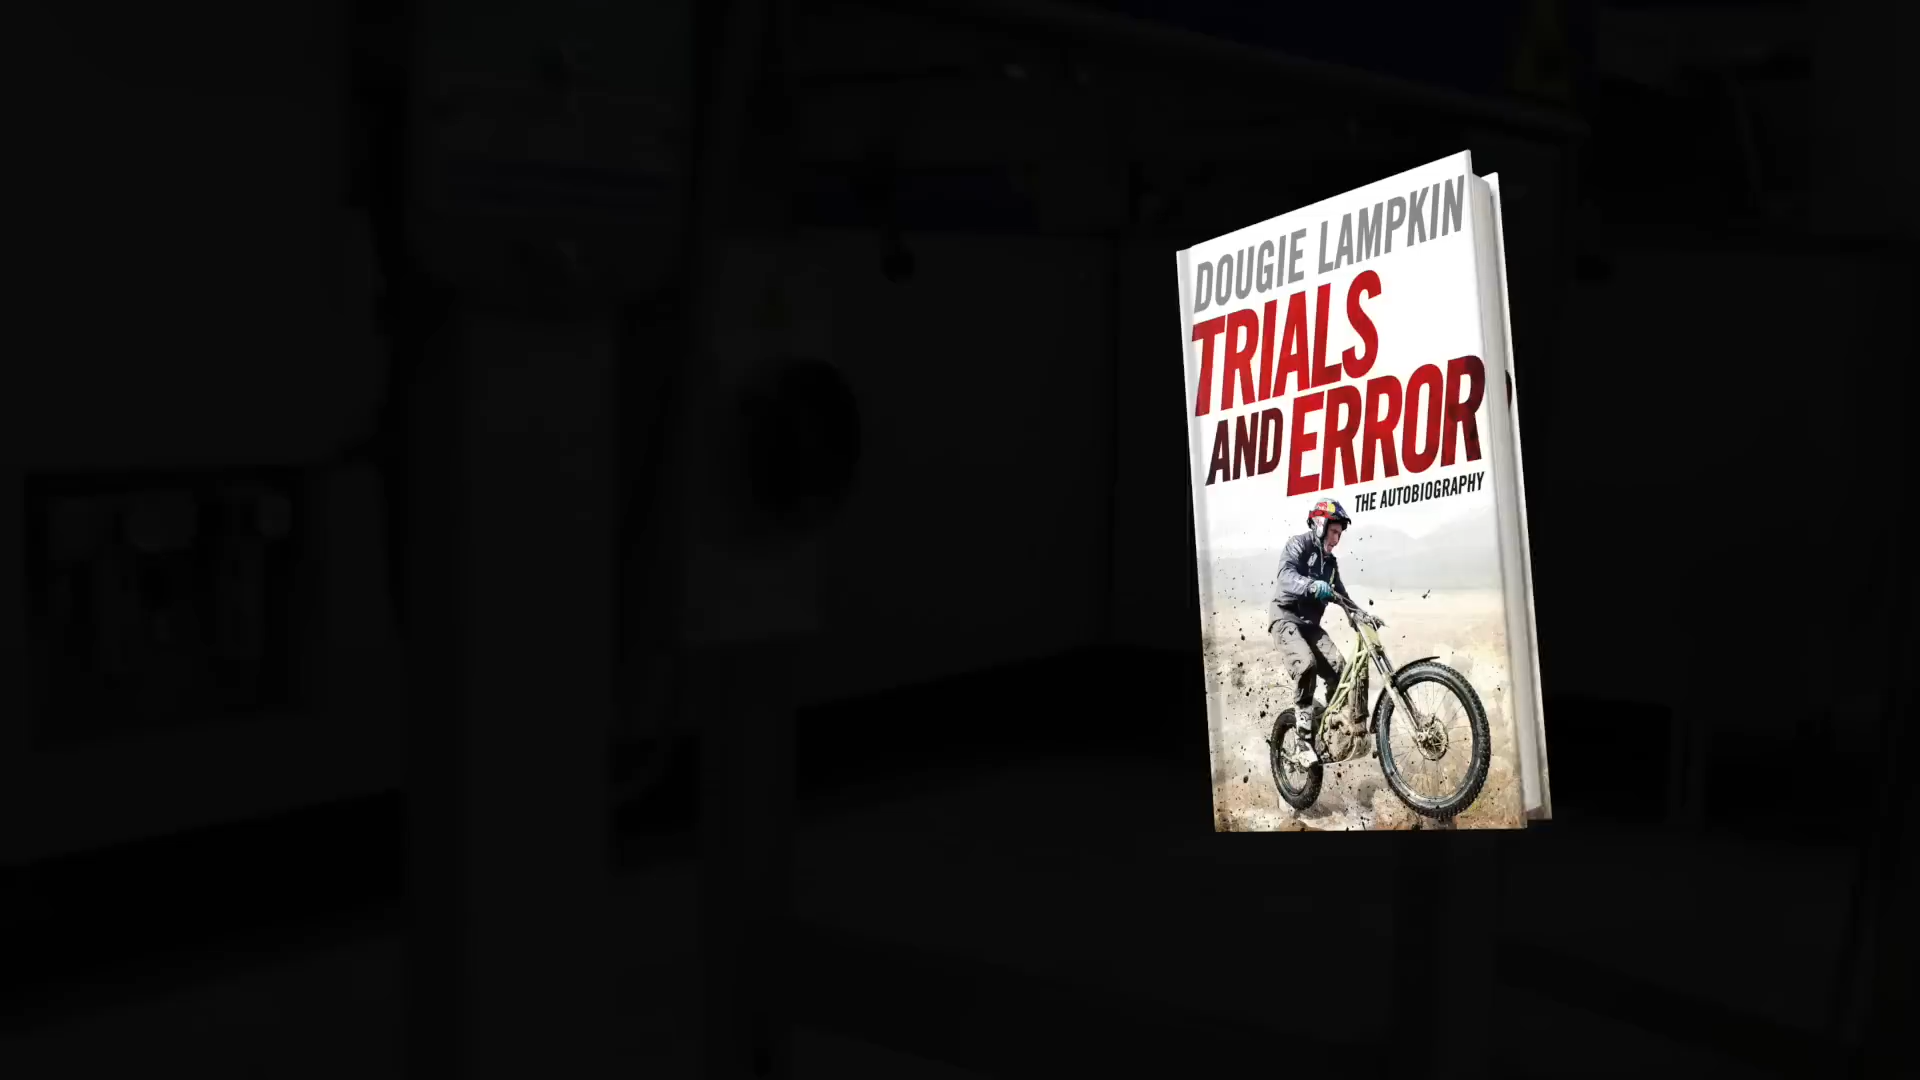 DOUGIE LAMPKIN
TRIALS
AND ERROR
THE AUTOBIOGRAPHY